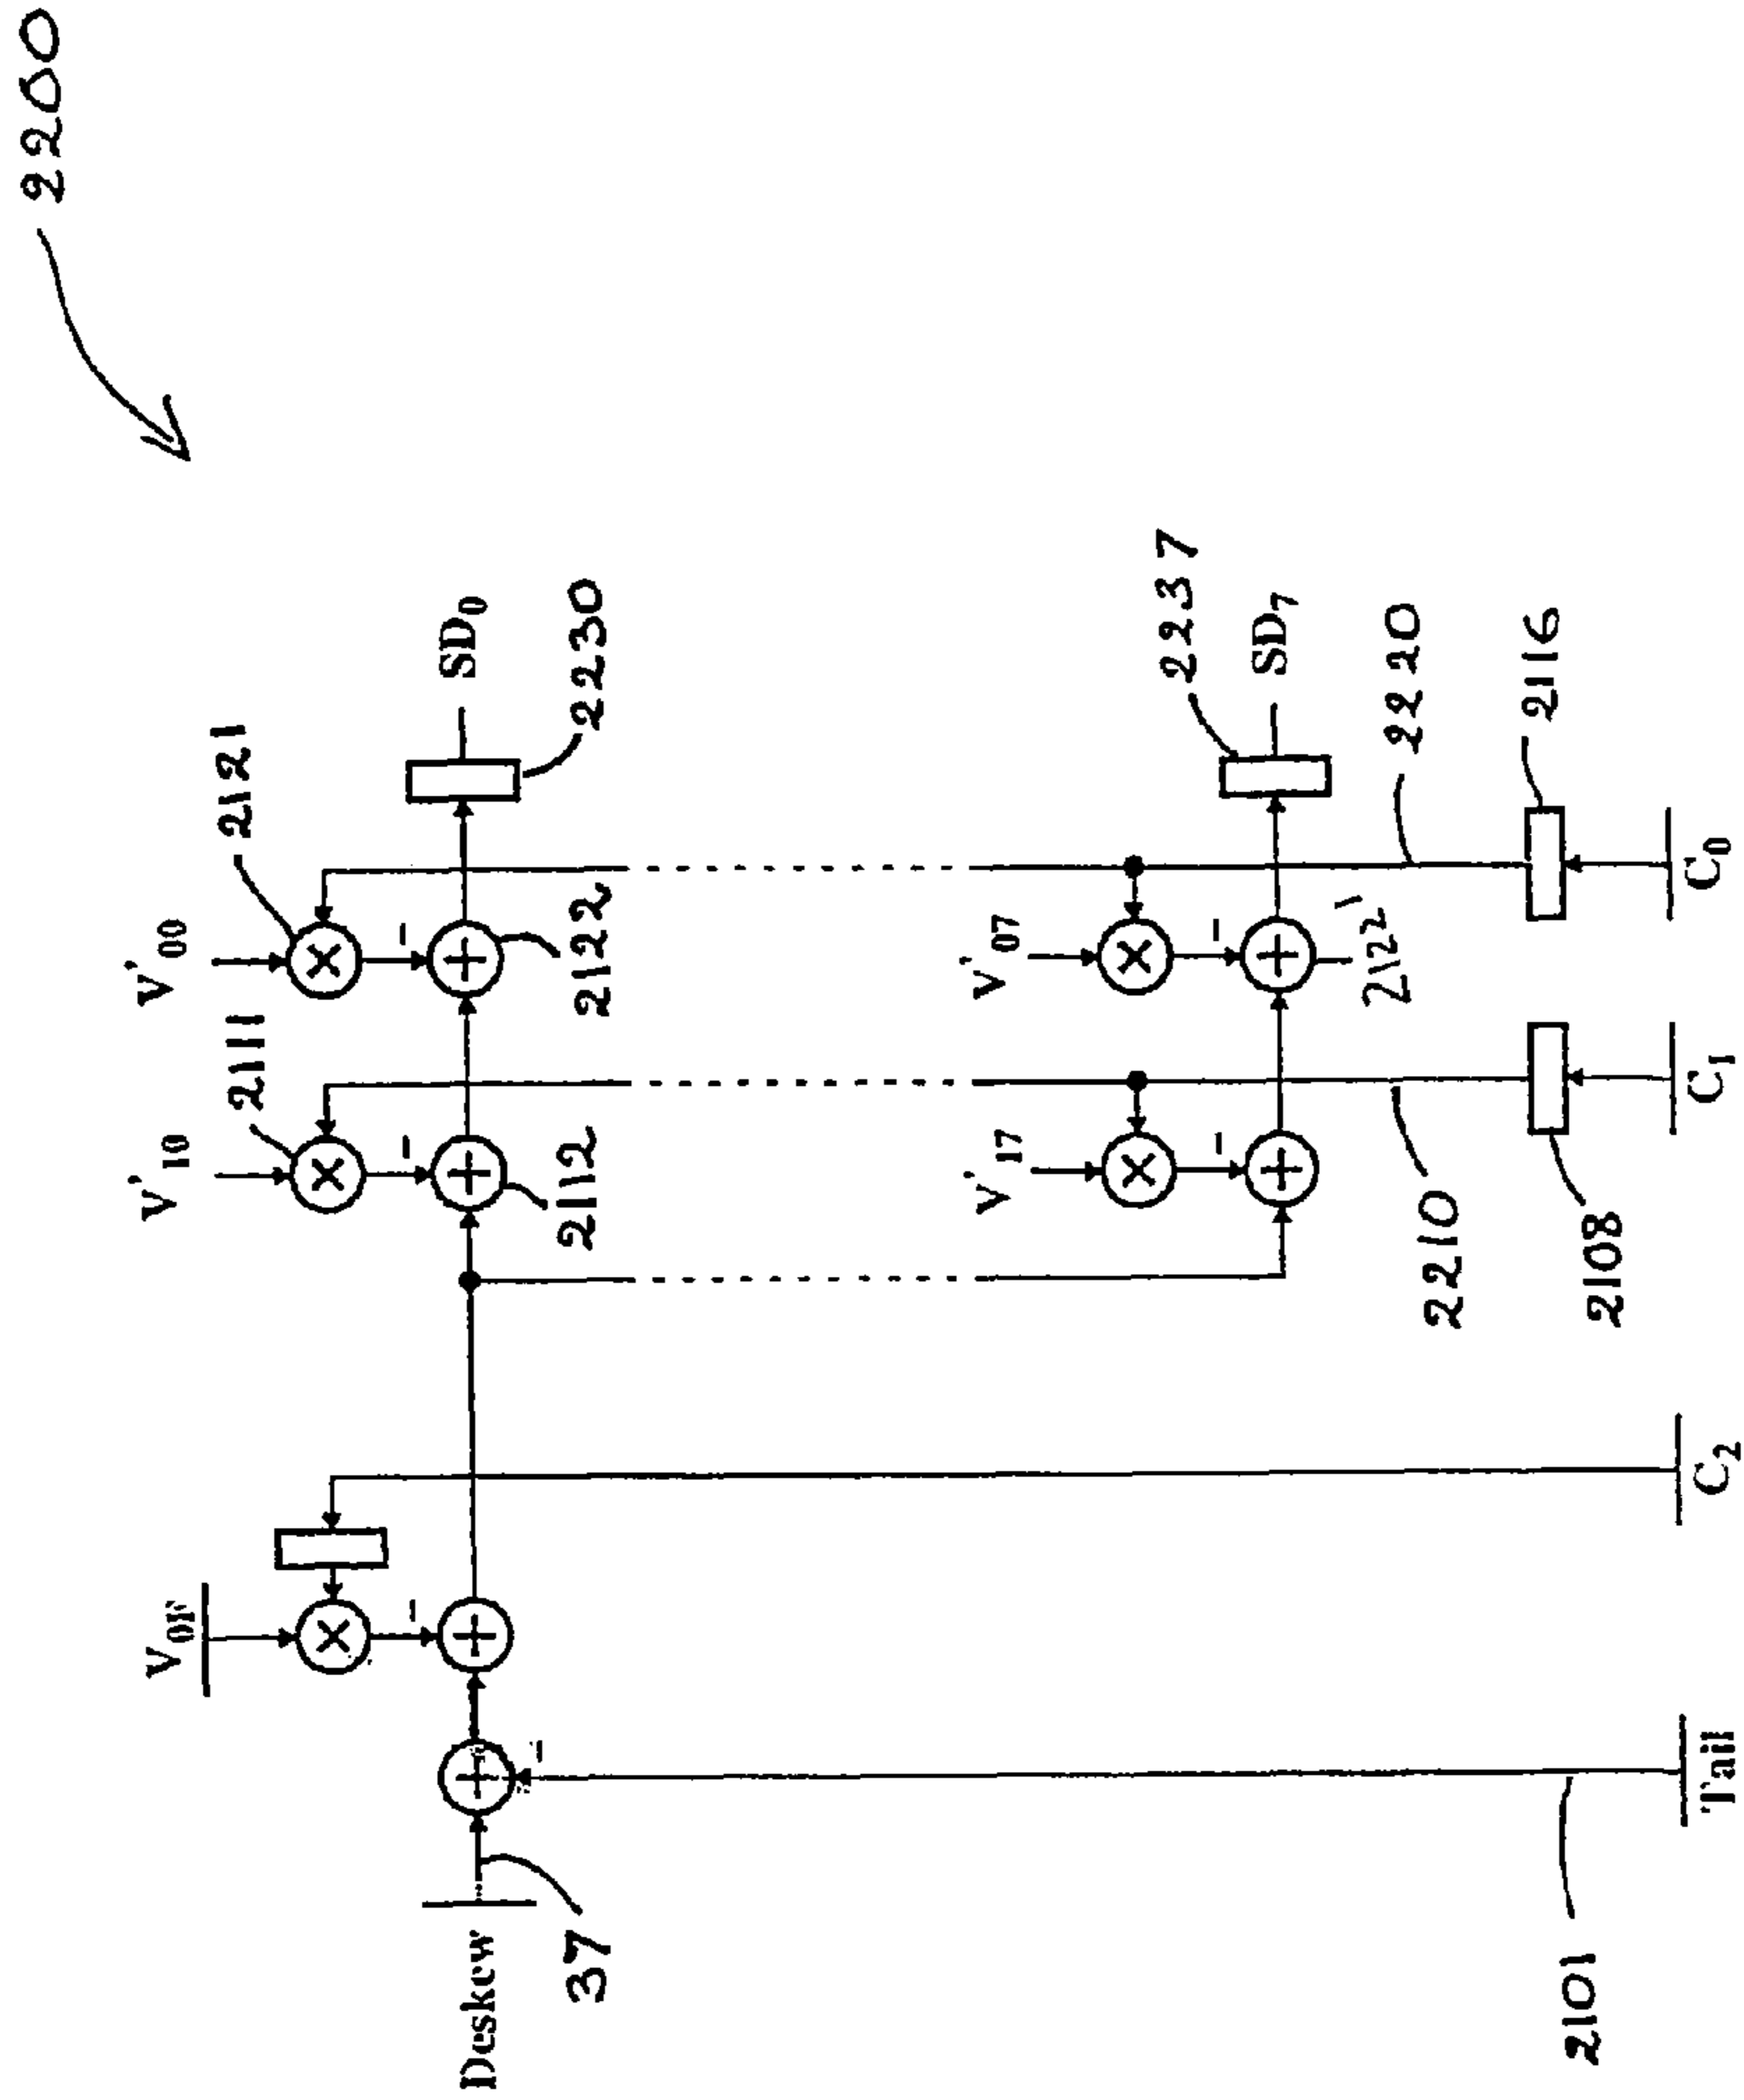 2200
V'00
2121
V'10
2111
V0F
SD0
2230
2122
2112
Deskew
37
V'07
V'17
2237
SD7
2122'
2220
2210
2116
2108
2101
C0
C1
C2
Tail
-
-
-
-
-
-